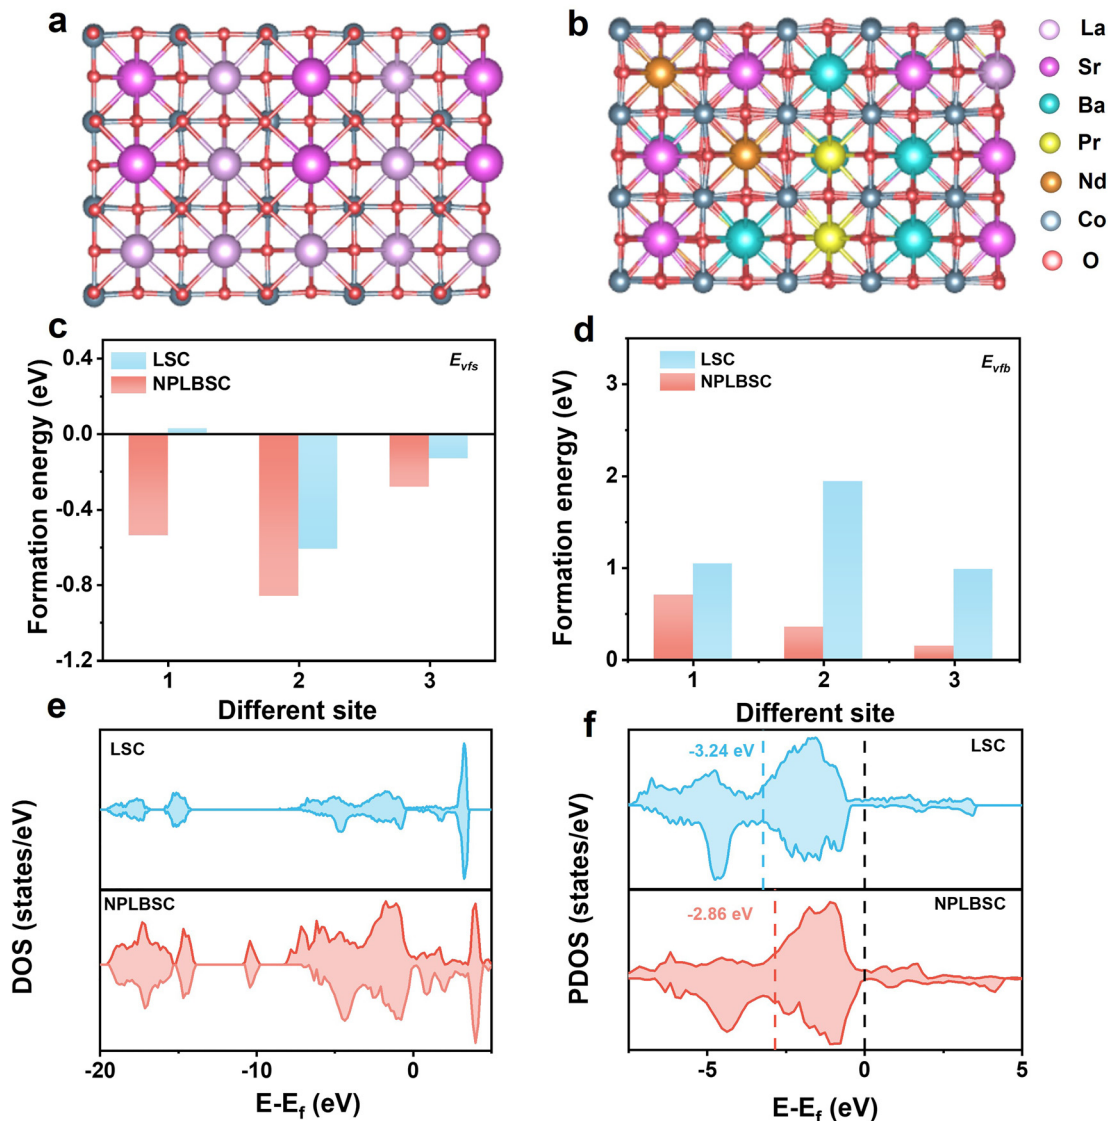 a
b
La
Sr
Ba
Pr
Nd
Co
O
c
LSC
NPLBSC
E_vfs
Formation energy (eV)
0.4
0.0
-0.4
-0.8
-1.2
1
2
3
Different site
d
LSC
NPLBSC
E_vfb
Formation energy (eV)
3
2
1
0
1
2
3
Different site
e
LSC
NPLBSC
DOS (states/eV)
-20
-10
0
E-E_f (eV)
f
-3.24 eV
LSC
-2.86 eV
NPLBSC
PDOS (states/eV)
-5
0
5
E-E_f (eV)